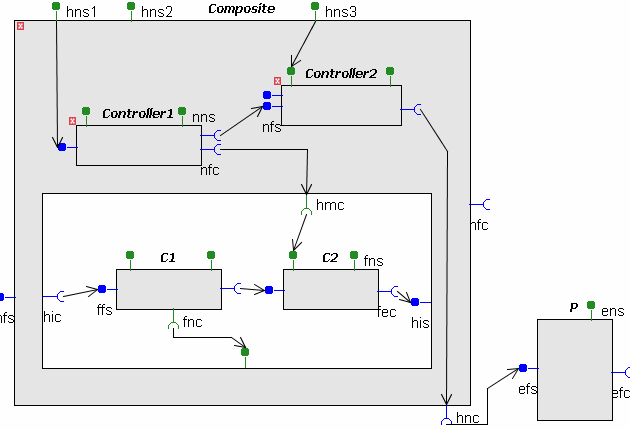 hns1
hns2
Composite
hns3
Controller2
Controller1
nns
nfs
nfc
hmc
nfc
C1
C2
fns
nfs
hic
ffs
fnc
fec
his
P
ens
efs
efc
hnc